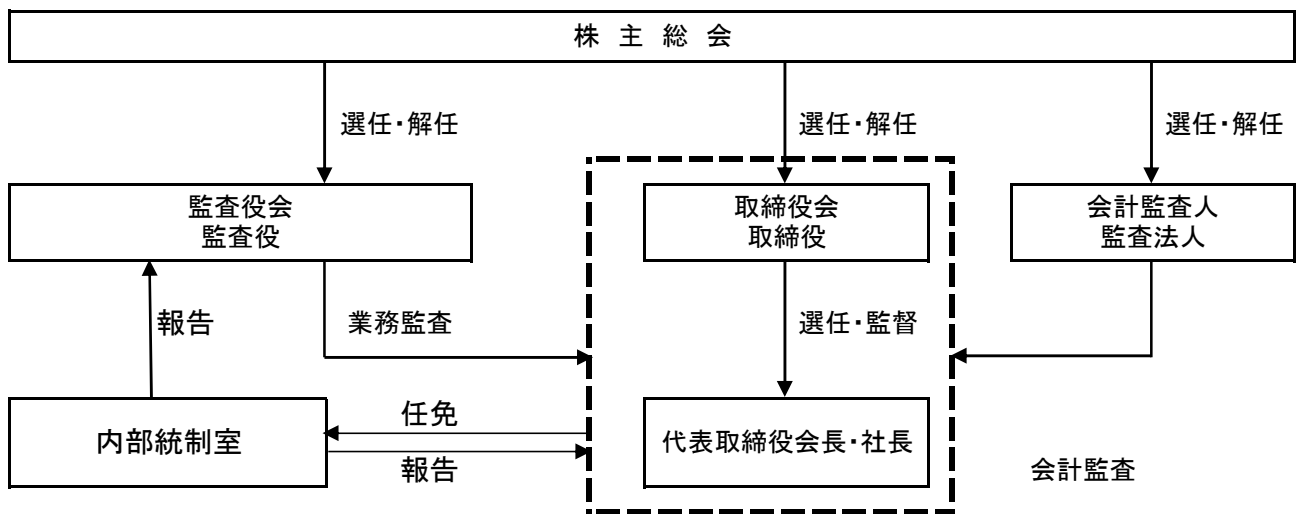 株 主 総 会
選任・解任
選任・解任
選任・解任
監査役会
監査役
取締役会
取締役
会計監査人
監査法人
報告
業務監査
選任・監督
内部統制室
任免
報告
代表取締役会長・社長
会計監査